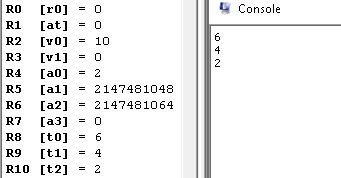 R0 [r0] = 0
R1 [at] = 0
R2 [v0] = 10
R3 [v1] = 0
R4 [a0] = 2
R5 [a1] = 2147481048
R6 [a2] = 2147481064
R7 [a3] = 0
R8 [t0] = 6
R9 [t1] = 4
R10 [t2] = 2
Console
6
4
2